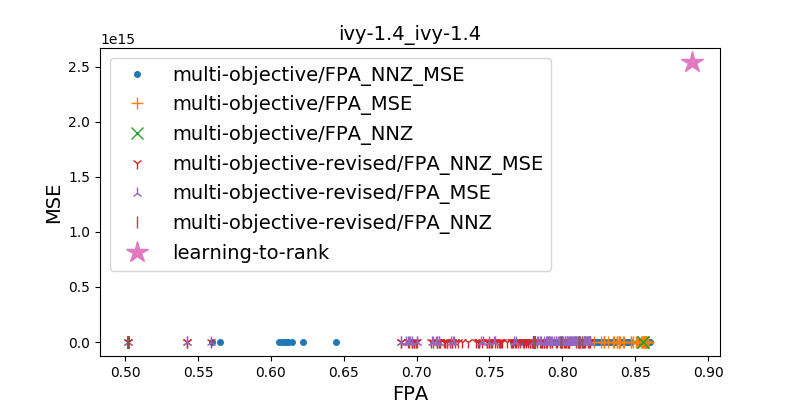 ivy-1.4_ivy-1.4
1e15
MSE
2.5
2.0
1.5
1.0
0.5
0.0
multi-objective/FPA_NNZ_MSE
multi-objective/FPA_MSE
multi-objective/FPA_NNZ
multi-objective-revised/FPA_NNZ_MSE
multi-objective-revised/FPA_MSE
multi-objective-revised/FPA_NNZ
learning-to-rank
0.50 0.55 0.60 0.65 0.70 0.75 0.80 0.85 0.90
FPA